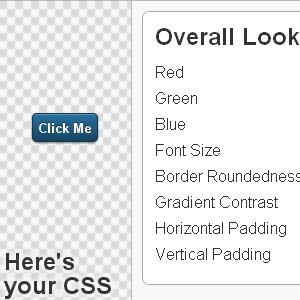 Overall Look
Red
Green
Blue
Font Size
Border Roundedness
Gradient Contrast
Horizontal Padding
Vertical Padding
Click Me
Here's
your CSS